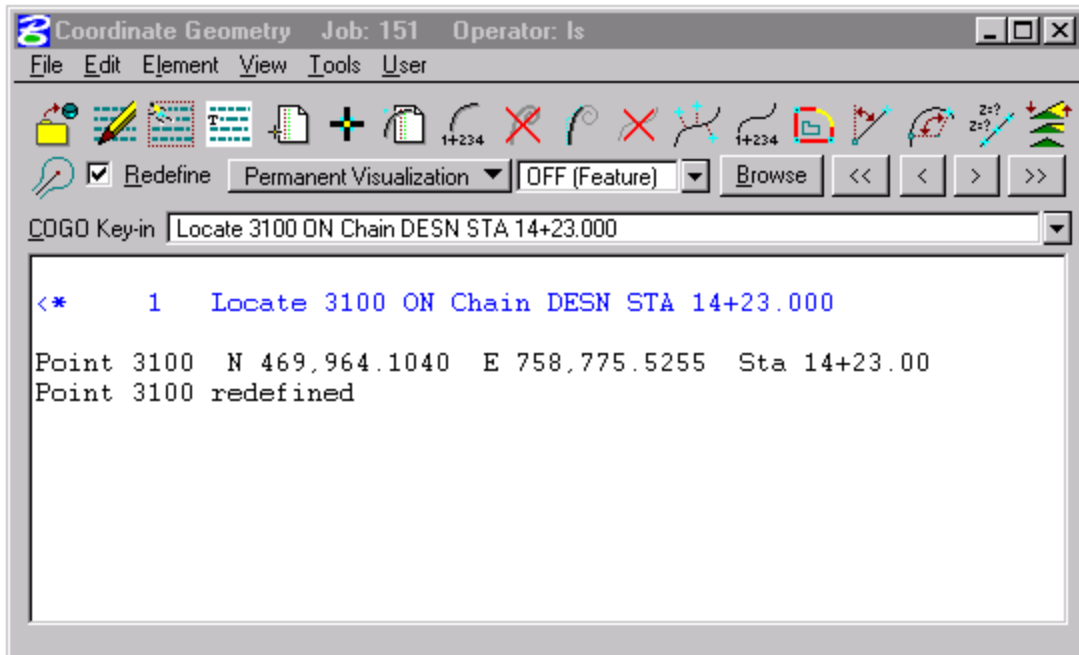 Coordinate Geometry Job: 151 Operator: ls
File Edit Element View Tools User
T: 1+234 1+234 z=? z=?
Redefine Permanent Visualization OFF (Feature) Browse << < > >>
COGO Key-in Locate 3100 ON Chain DESN STA 14+23.000
<* 1 Locate 3100 ON Chain DESN STA 14+23.000
Point 3100 N 469,964.1040 E 758,775.5255 Sta 14+23.00
Point 3100 redefined